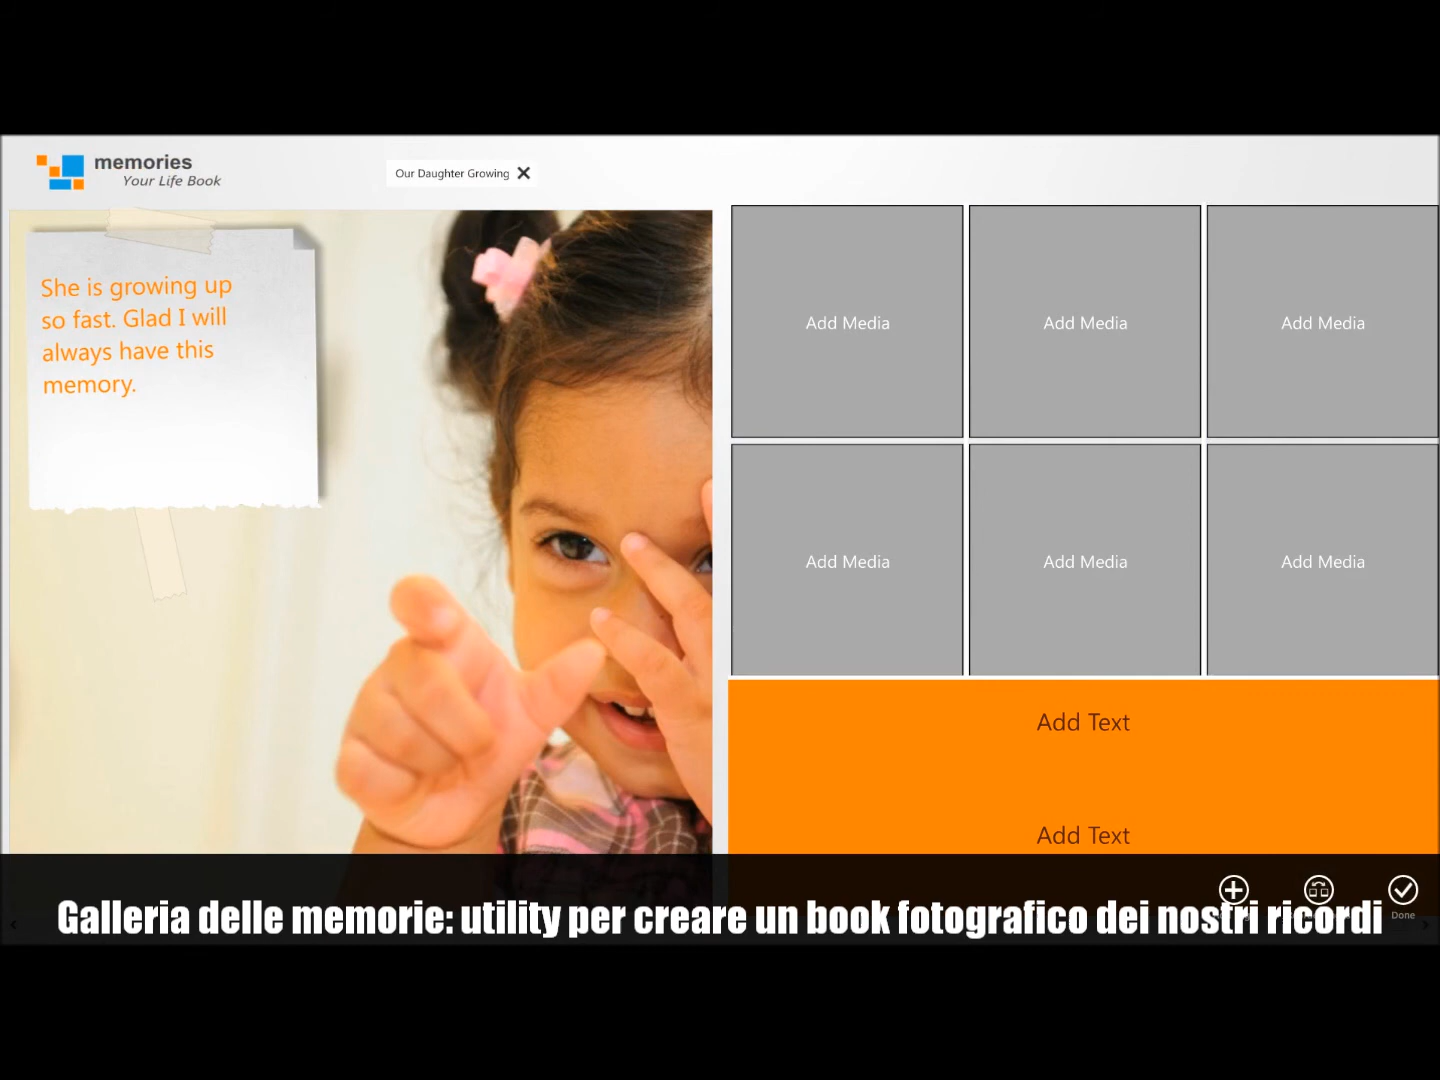 memories
Your Life Book
Our Daughter Growing
She is growing up
so fast. Glad I will
always have this
memory.
Add Media
Add Media
Add Media
Add Media
Add Media
Add Media
Add Text
Add Text
Done
Galleria delle memorie: utility per creare un book fotografico dei nostri ricordi